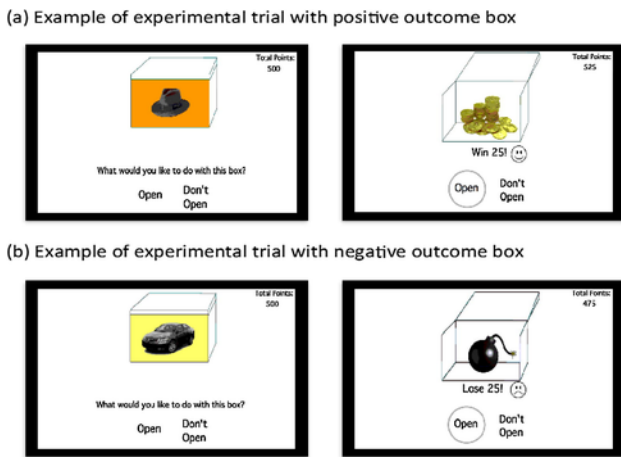 (a) Example of experimental trial with positive outcome box
Total Points:
500
What would you like to do with this box?
Open
Don't
Open
Total Points:
525
Win 25!
Open
Don't
Open
(b) Example of experimental trial with negative outcome box
Total Points:
500
What would you like to do with this box?
Open
Don't
Open
Total Points:
475
Lose 25!
Open
Don't
Open